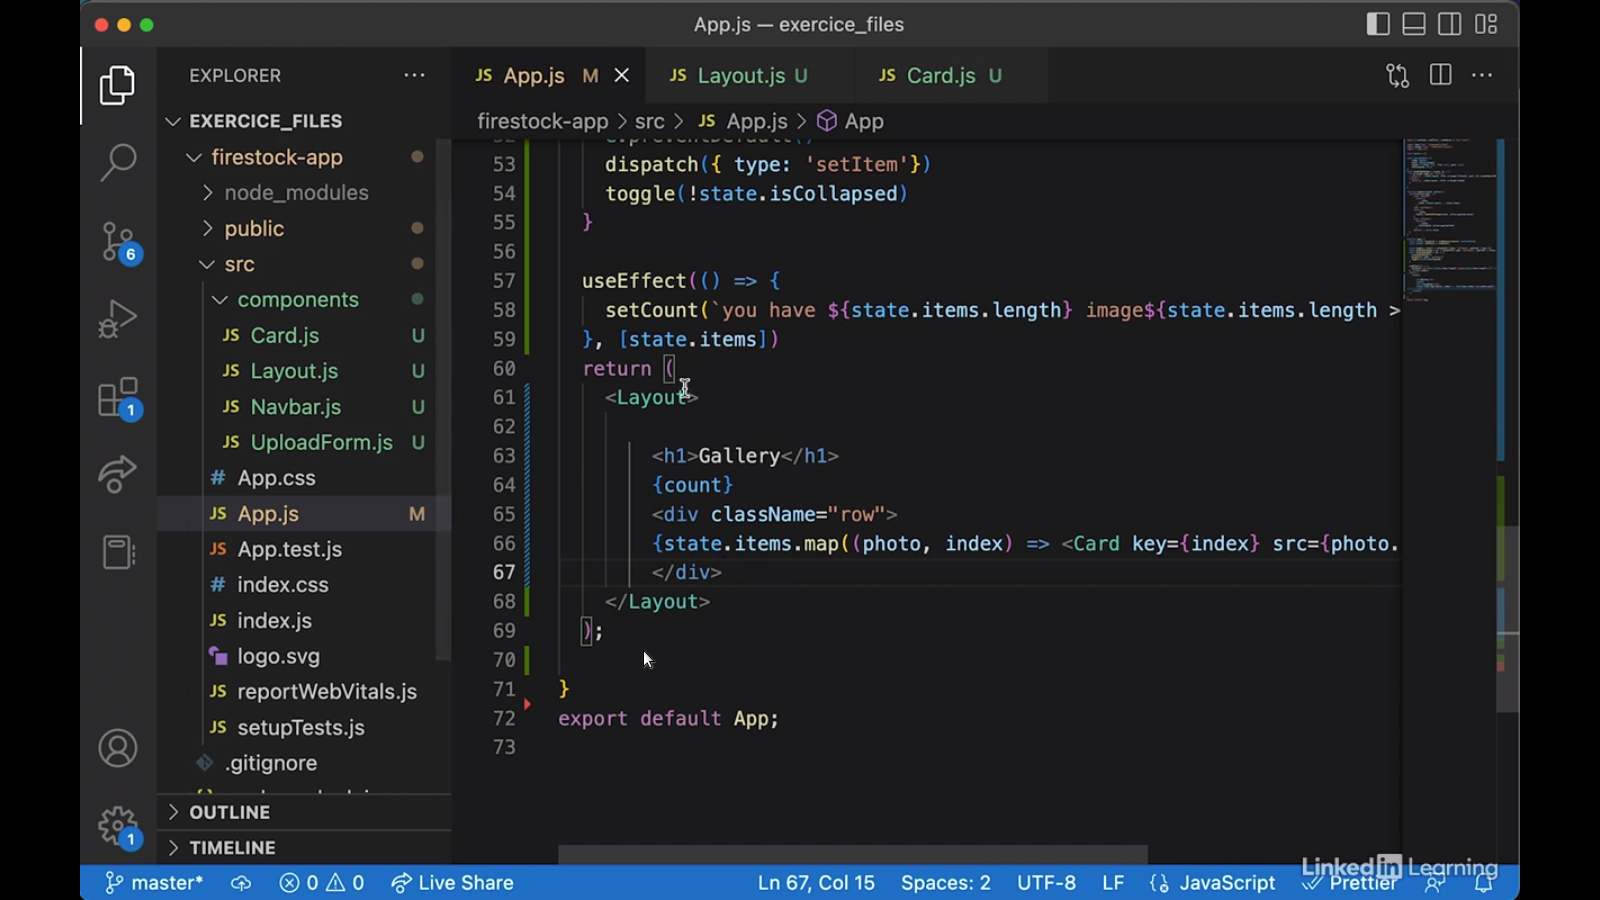 App.js — exercice_files
EXPLORER
JS App.js M
JS Layout.js U
JS Card.js U
EXERCICE_FILES
firestock-app > src > JS App.js > App
firestock-app
node_modules
public
src
components
JS Card.js U
JS Layout.js U
JS Navbar.js U
JS UploadForm.js U
# App.css
JS App.js M
JS App.test.js
# index.css
JS index.js
logo.svg
JS reportWebVitals.js
JS setupTests.js
.gitignore
OUTLINE
TIMELINE
53 dispatch({ type: 'setItem'})
54 toggle(!state.isCollapsed)
55 }
56
57 useEffect(() => {
58 setCount(`you have ${state.items.length} image${state.items.length >
59 }, [state.items])
60 return (
61 <Layout>
62
63 <h1>Gallery</h1>
64 {count}
65 <div className="row">
66 {state.items.map((photo, index) => <Card key={index} src={photo.
67 </div>
68 </Layout>
69 );
70
71 }
72 export default App;
73
6
1
1
LinkedIn Learning
master* 0 0 Live Share Ln 67, Col 15 Spaces: 2 UTF-8 LF {} JavaScript Prettier